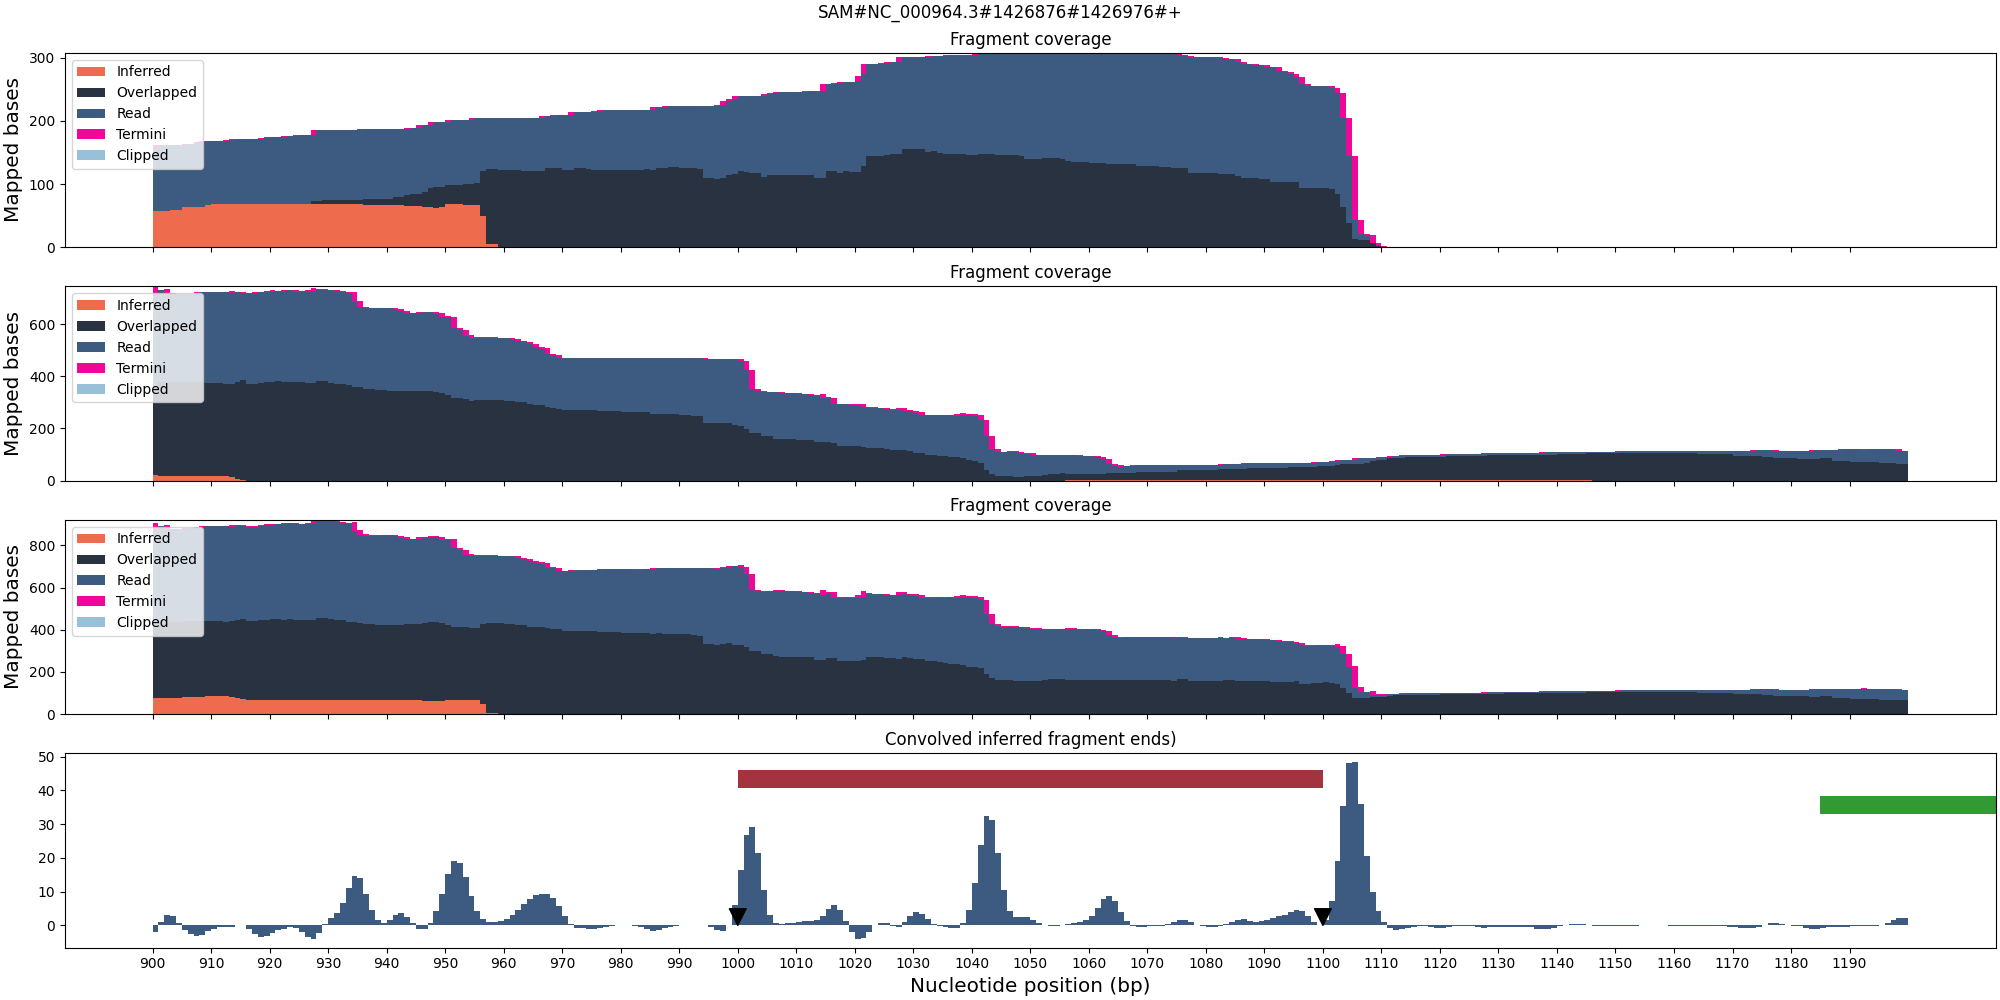 SAM#NC_000964.3#1426876#1426976#+
Fragment coverage
Mapped bases
300
200
100
0
Inferred
Overlapped
Read
Termini
Clipped
Fragment coverage
Mapped bases
600
400
200
0
Inferred
Overlapped
Read
Termini
Clipped
Fragment coverage
Mapped bases
800
600
400
200
0
Inferred
Overlapped
Read
Termini
Clipped
Convolved inferred fragment ends)
50
40
30
20
10
0
900 910 920 930 940 950 960 970 980 990 1000 1010 1020 1030 1040 1050 1060 1070 1080 1090 1100 1110 1120 1130 1140 1150 1160 1170 1180 1190
Nucleotide position (bp)